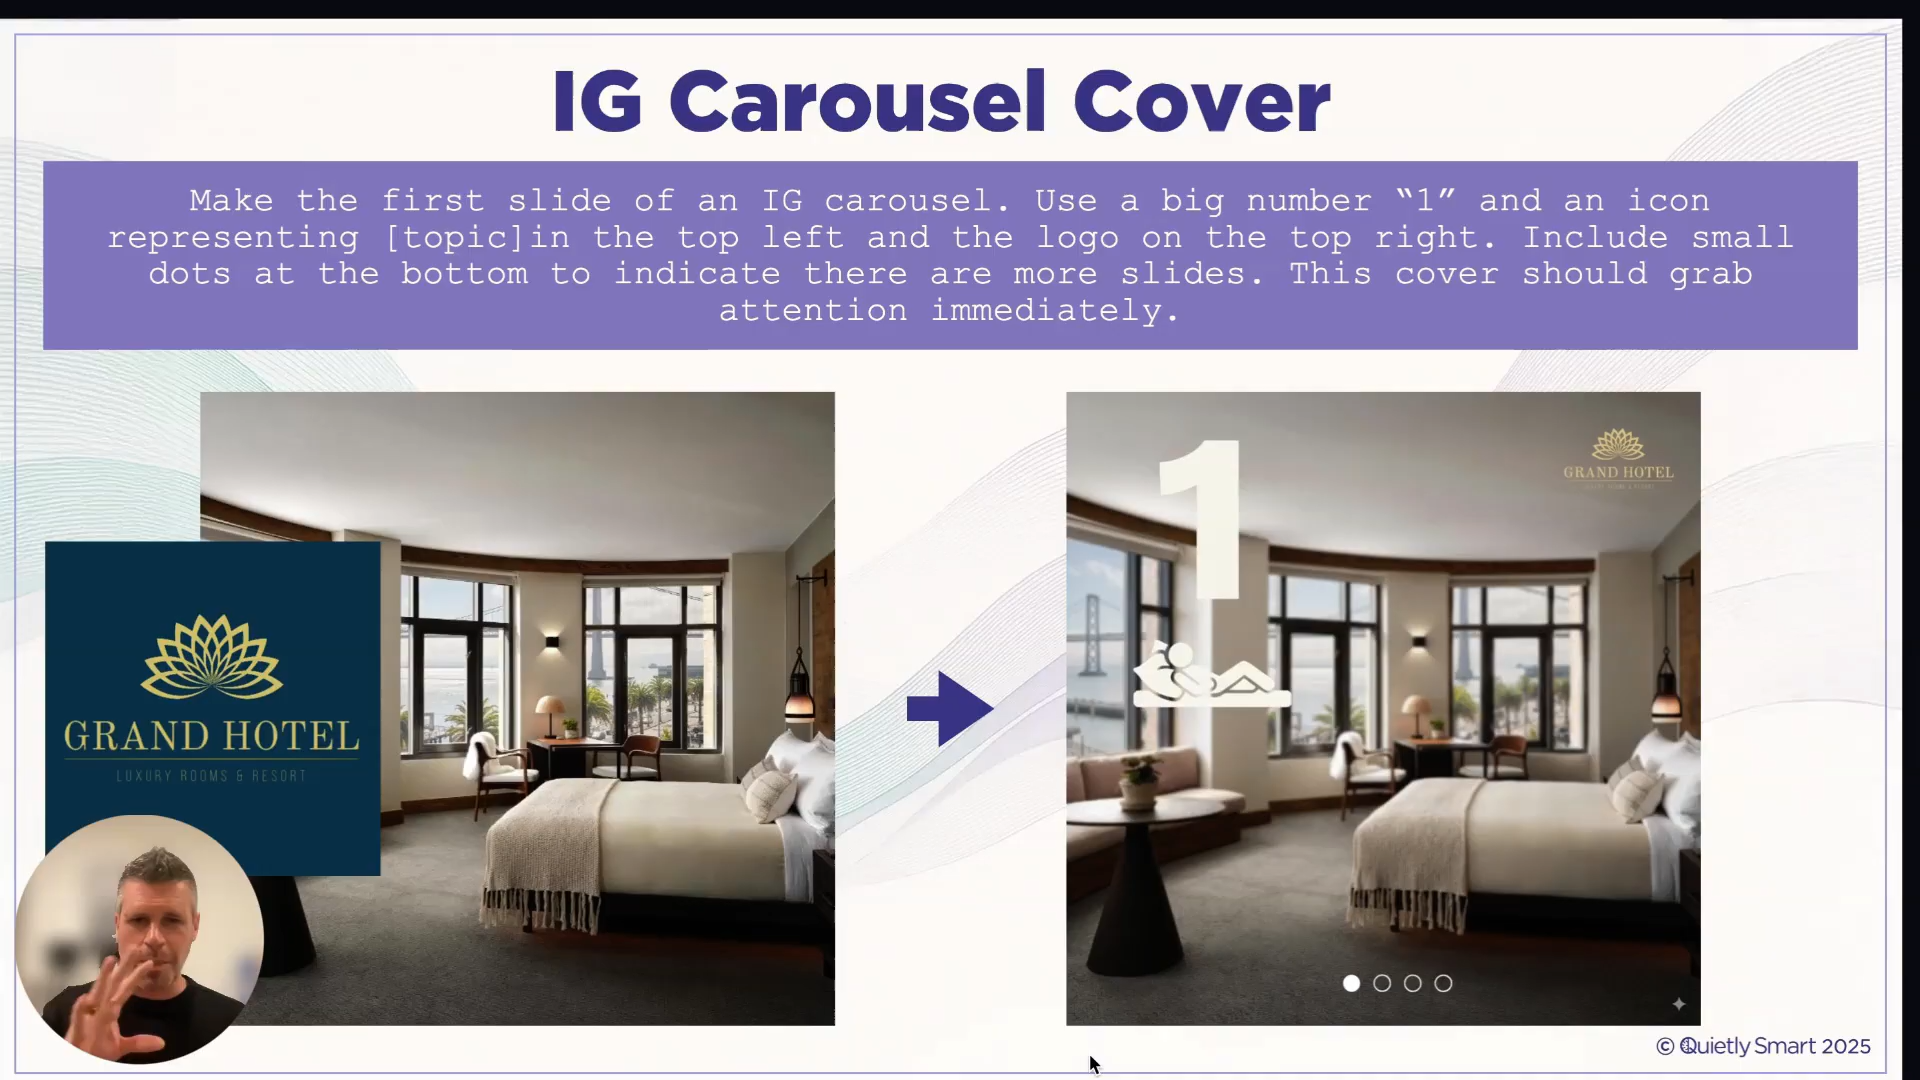 IG Carousel Cover
Make the first slide of an IG carousel. Use a big number “1” and an icon
representing [topic]in the top left and the logo on the top right. Include small
dots at the bottom to indicate there are more slides. This cover should grab
attention immediately.
GRAND HOTEL
LUXURY ROOMS & RESORT
1
GRAND HOTEL
© Quietly Smart 2025